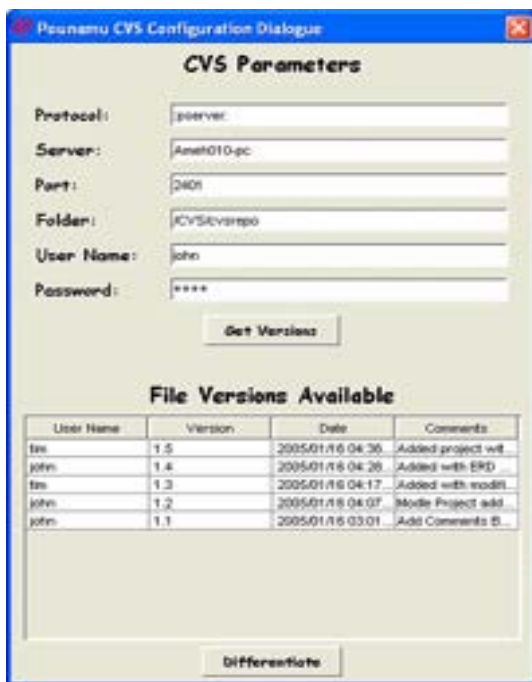 Pounamu CVS Configuration Dialogue
CVS Parameters
Protocol: :pserver:
Server: Ameh010-pc
Port: 2401
Folder: /CVS/cvsrepo
User Name: john
Password: ****
Get Versions
File Versions Available
User Name Version Date Comments
tim 1.5 2005/01/16 04:36... Added project wit...
john 1.4 2005/01/16 04:28... Added with ERD ...
tim 1.3 2005/01/16 04:17... Added with modifi...
john 1.2 2005/01/16 04:07... Project add...
john 1.1 2005/01/16 03:01... Add Comments B...
Differentiate